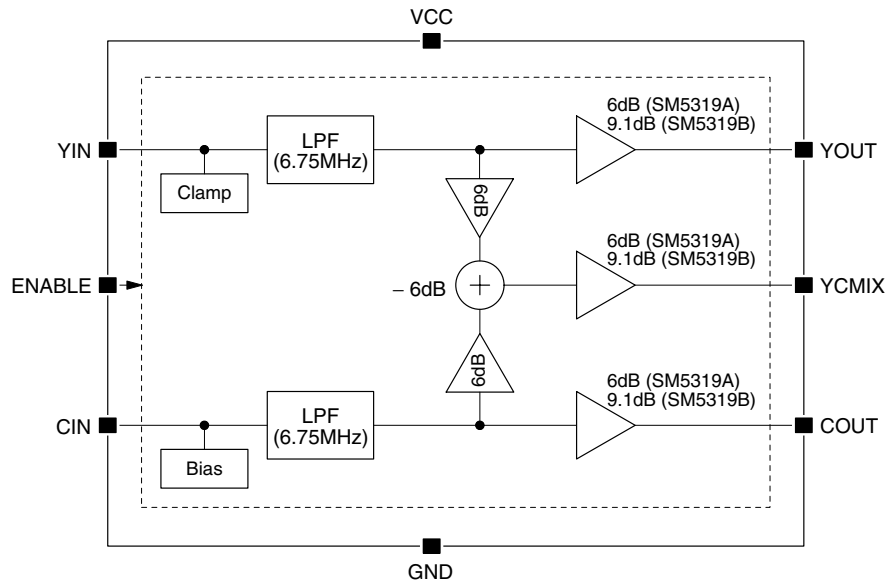 VCC
6dB (SM5319A)
9.1dB (SM5319B)
YIN
LPF
(6.75MHz)
YOUT
Clamp
6dB
6dB (SM5319A)
9.1dB (SM5319B)
ENABLE
– 6dB
+
YCMIX
6dB
6dB (SM5319A)
9.1dB (SM5319B)
CIN
LPF
(6.75MHz)
COUT
Bias
GND